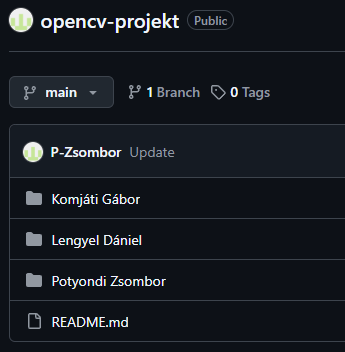 opencv-projekt Public
main 1 Branch 0 Tags
P-Zsombor Update
Komjáti Gábor
Lengyel Dániel
Potyondi Zsombor
README.md